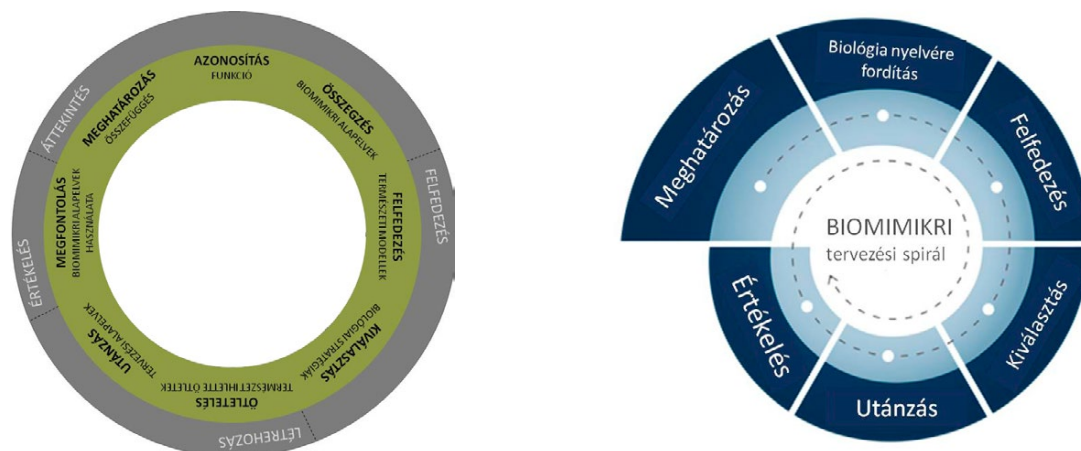 ÁTTEKINTÉS
FELFEDEZÉS
LÉTREHOZÁS
ÉRTÉKELÉS
AZONOSÍTÁS
FUNKCIÓ
ÖSSZEGZÉS
BIOMIMIKRI ALAPELVEK
FELFEDEZÉS
TERMÉSZETI MODELLEK
KIVÁLASZTÁS
BIOLÓGIAI STRATÉGIÁK
ÖTLETELÉS
TERMÉSZET IHLETTE ÖTLETEK
UTÁNZÁS
TERVEZÉSI ALAPELVEK
MEGFONTOLÁS
BIOMIMIKRI ALAPELVEK
HASZNÁLATA
MEGHATÁROZÁS
ÖSSZEFÜGGÉS
Meghatározás
Biológia nyelvére
fordítás
Felfedezés
Kiválasztás
Utánzás
Értékelés
BIOMIMIKRI
tervezési spirál